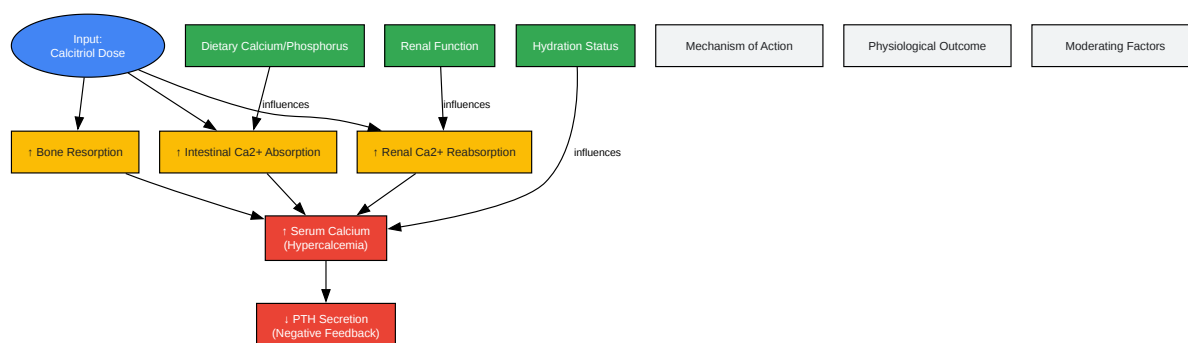 Input:
Calcitriol Dose
Dietary Calcium/Phosphorus
Renal Function
Hydration Status
Mechanism of Action
Physiological Outcome
Moderating Factors
influences
influences
↑ Bone Resorption
↑ Intestinal Ca2+ Absorption
↑ Renal Ca2+ Reabsorption
influences
↑ Serum Calcium
(Hypercalcemia)
↓ PTH Secretion
(Negative Feedback)